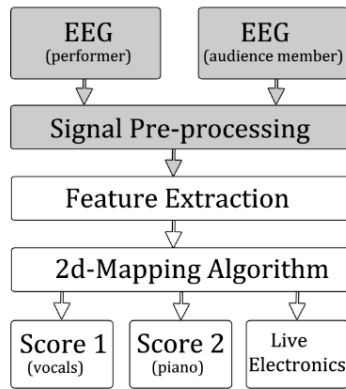 EEG
(performer)
EEG
(audience member)
Signal Pre-processing
Feature Extraction
2d-Mapping Algorithm
Score 1
(vocals)
Score 2
(piano)
Live
Electronics